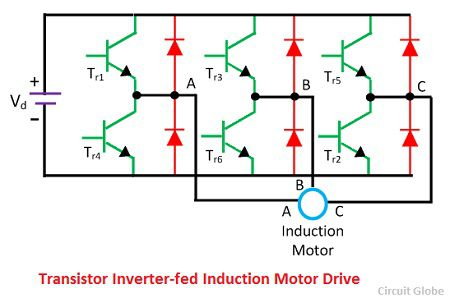 Tr1
Tr3
Tr5
A
B
C
+
Vd
-
Tr4
Tr6
Tr2
B
A
C
Induction
Motor
Transistor Inverter-fed Induction Motor Drive
Circuit Globe